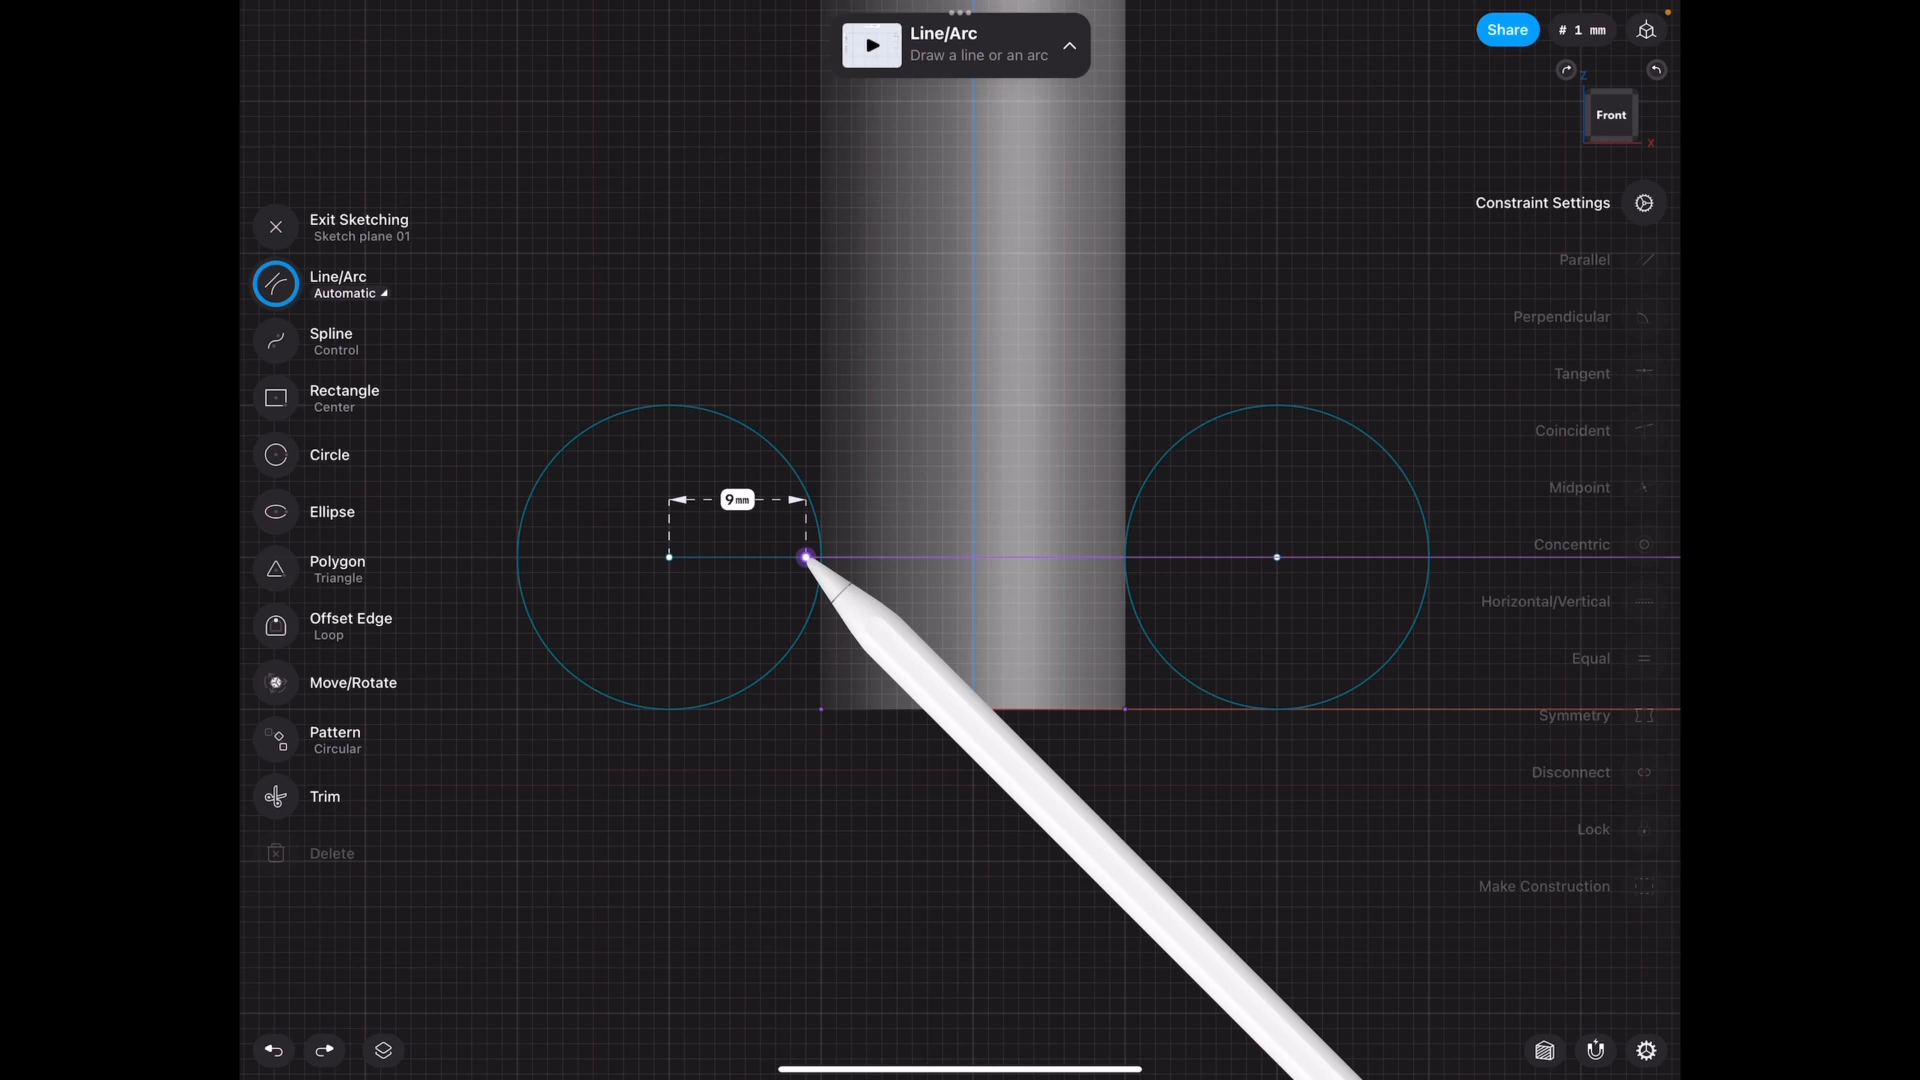 Line/Arc
Draw a line or an arc
Share
# 1 mm
Z
Front
X
Exit Sketching
Sketch plane 01
Line/Arc
Automatic
Spline
Control
Rectangle
Center
Circle
Ellipse
Polygon
Triangle
Offset Edge
Loop
Move/Rotate
Pattern
Circular
Trim
Delete
9 mm
Constraint Settings
Parallel
Perpendicular
Tangent
Coincident
Midpoint
Concentric
Horizontal/Vertical
Equal
Symmetry
Disconnect
Lock
Make Construction